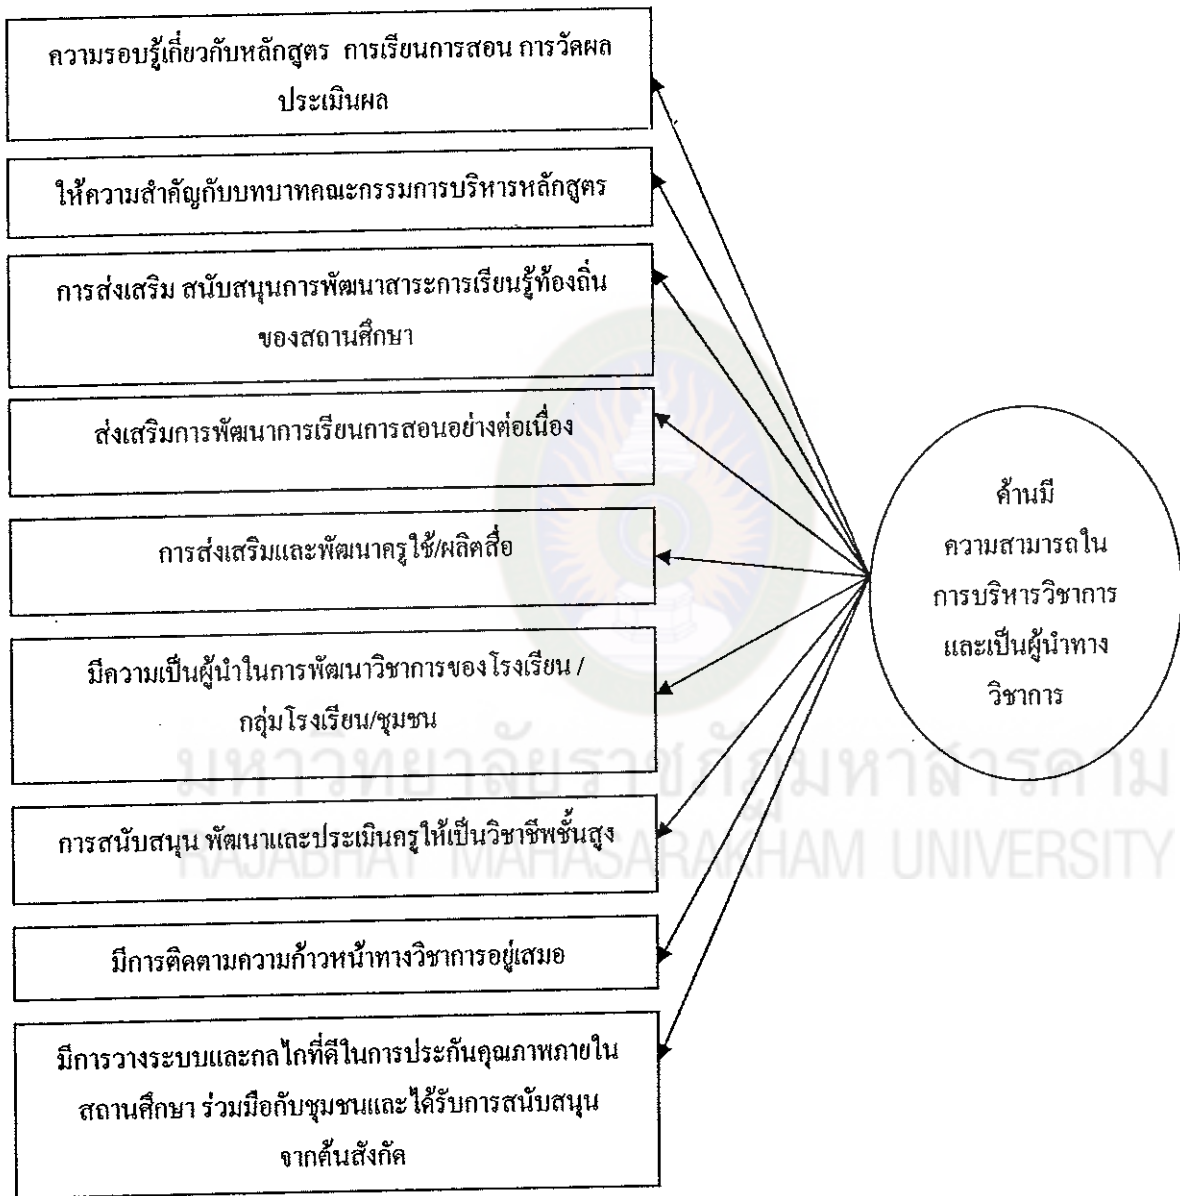 ความรอบรู้เกี่ยวกับหลักสูตร การเรียนการสอน การวัดผล
ประเมินผล
ให้ความสำคัญกับบทบาทคณะกรรมการบริหารหลักสูตร
การส่งเสริม สนับสนุนการพัฒนาสาระการเรียนรู้ท้องถิ่น
ของสถานศึกษา
ส่งเสริมการพัฒนาการเรียนการสอนอย่างต่อเนื่อง
การส่งเสริมและพัฒนาครูใช้/ผลิตสื่อ
มีความเป็นผู้นำในการพัฒนาวิชาการของโรงเรียน /
กลุ่มโรงเรียน/ชุมชน
การสนับสนุน พัฒนาและประเมินครูให้เป็นวิชาชีพชั้นสูง
มีการติดตามความก้าวหน้าทางวิชาการอยู่เสมอ
มีการวางระบบและกลไกที่ดีในการประกันคุณภาพภายใน
สถานศึกษา ร่วมมือกับชุมชนและได้รับการสนับสนุน
จากต้นสังกัด
ด้านมี
ความสามารถใน
การบริหารวิชาการ
และเป็นผู้นำทาง
วิชาการ
มหาวิทยาลัยราชภัฏมหาสารคาม
RAJABHAT MAHASARAKHAM UNIVERSITY